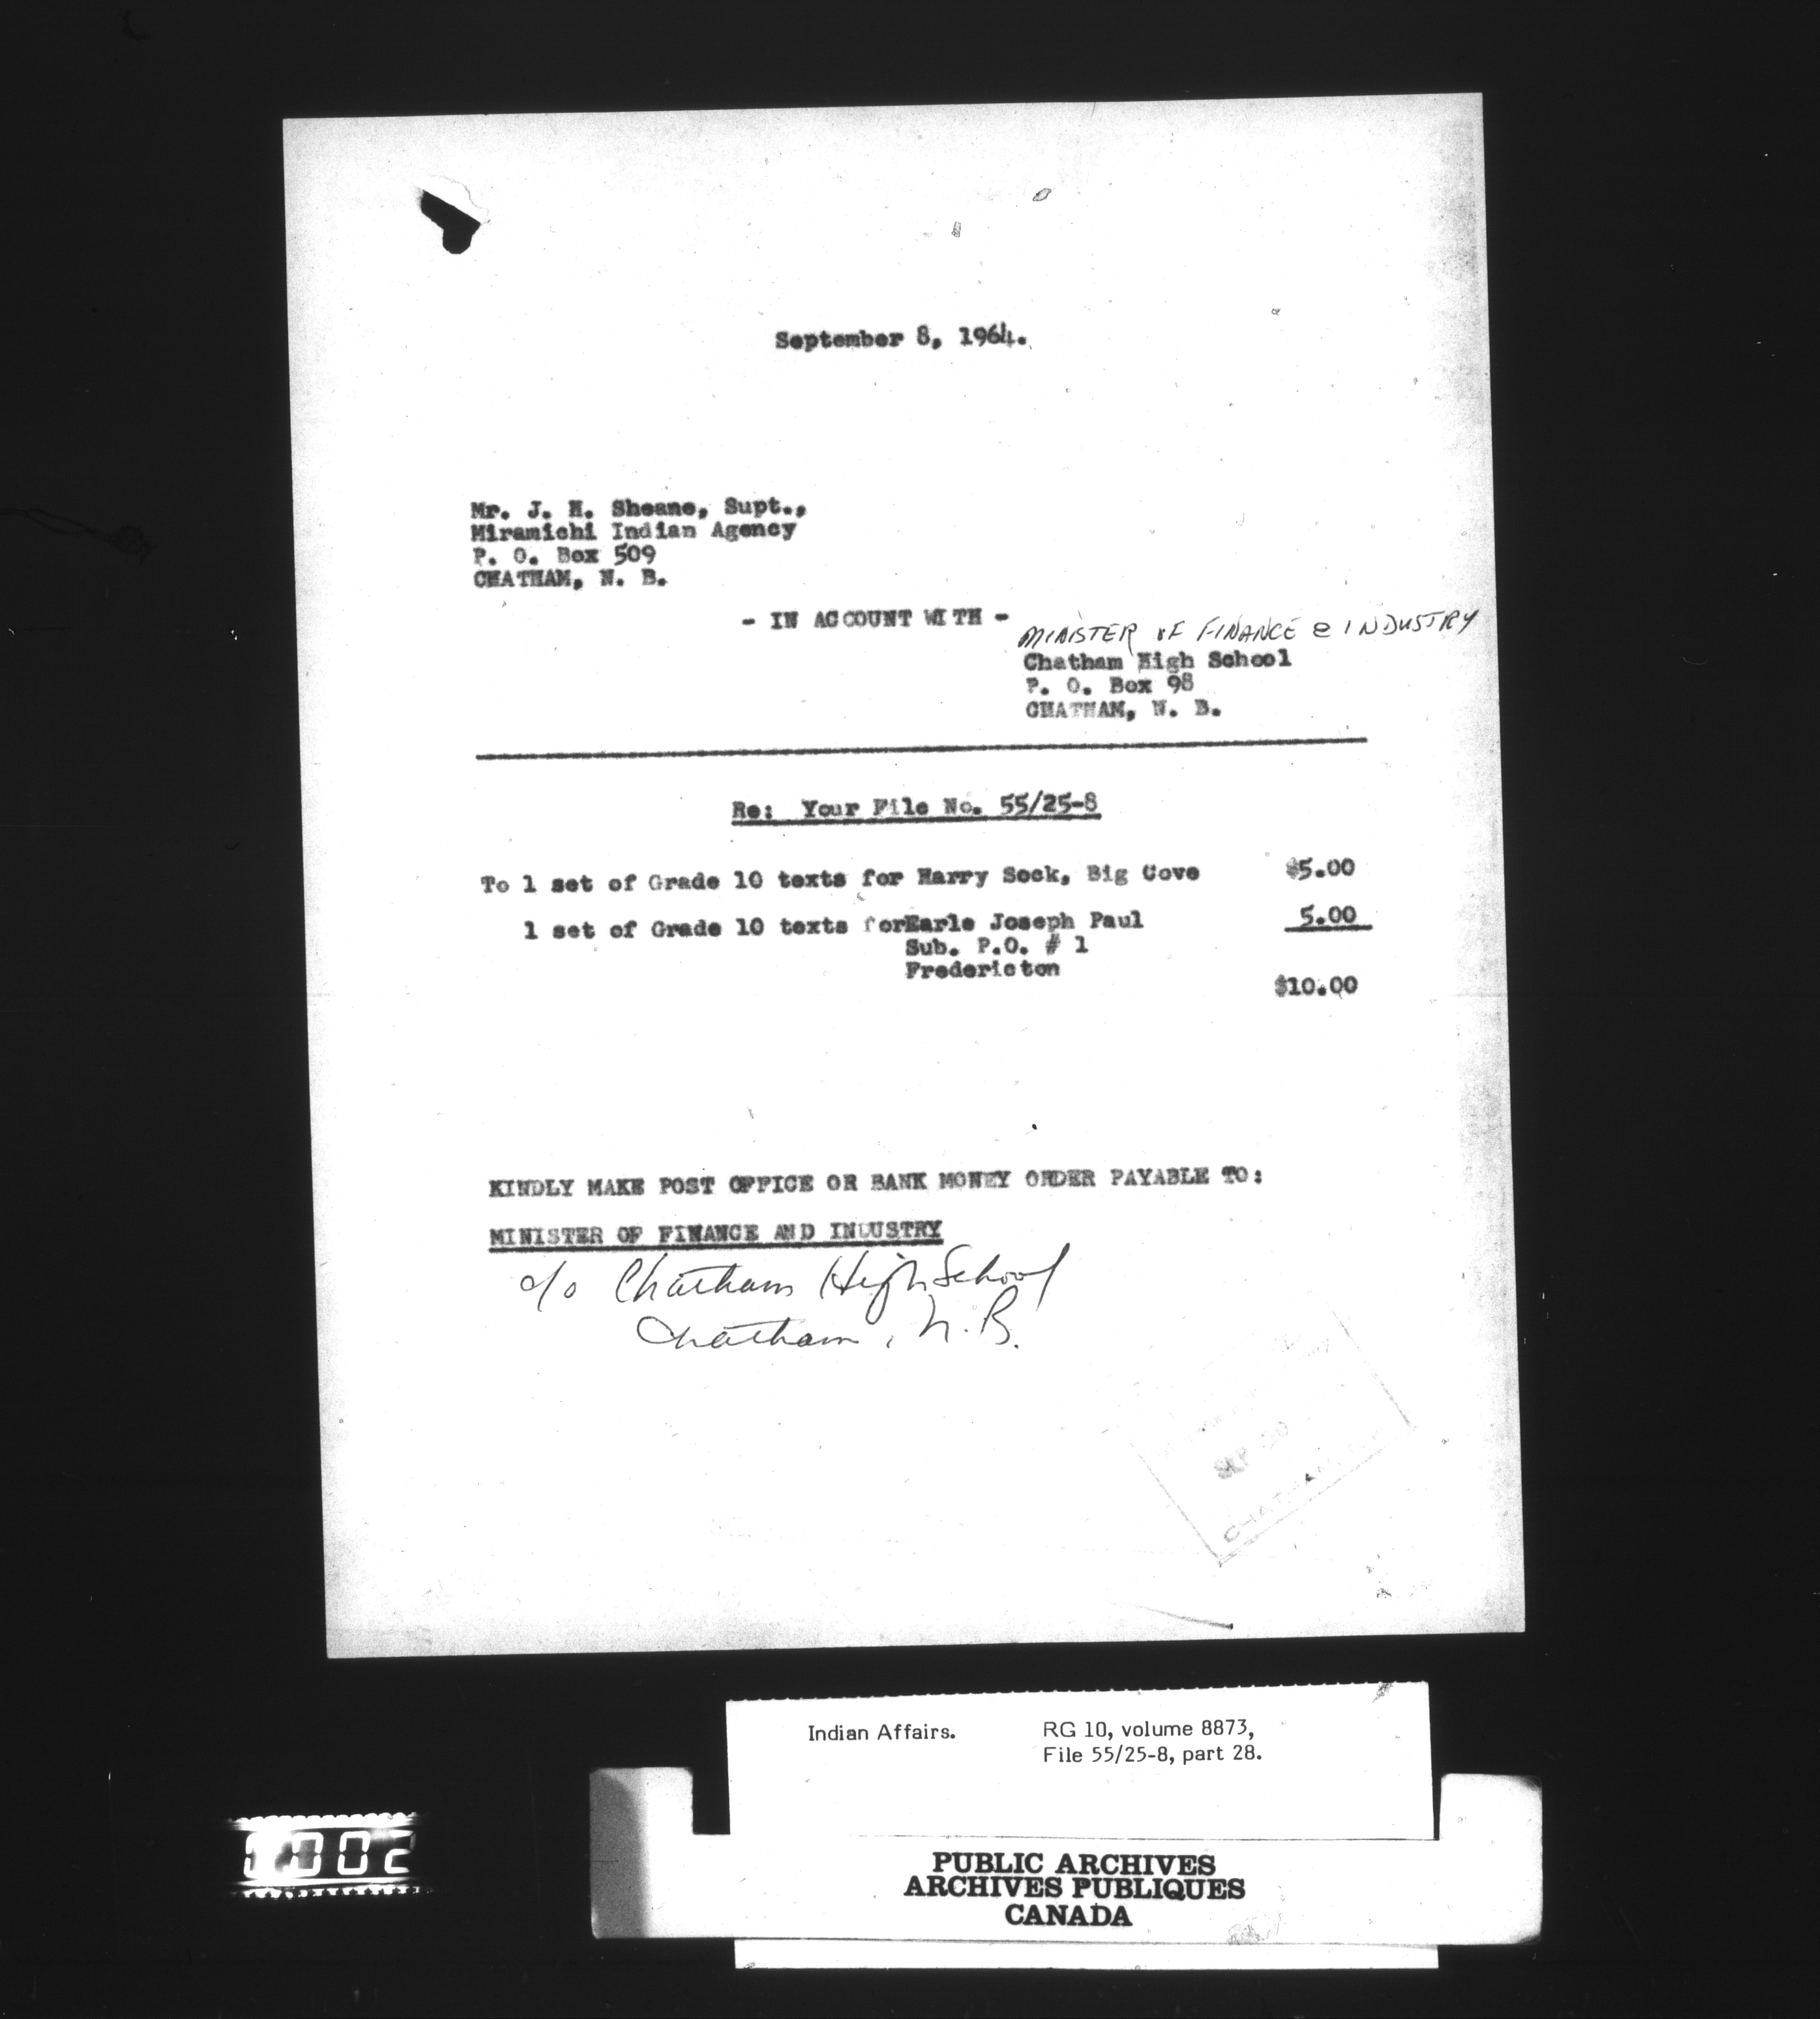 September 8, 1964.
Mr. J. H. Sheane, Supt.,
Miramichi Indian Agency
P. O. Box 509
CHATHAM, N. B.
- IN ACCOUNT WITH -
MINISTER OF FINANCE & INDUSTRY
Chatham High School
P. O. Box 98
CHATHAM, N. B.
Re: Your File No. 55/25-8
To 1 set of Grade 10 texts for Harry Sock, Big Cove $5.00
1 set of Grade 10 texts forEarle Joseph Paul 5.00
Sub. P.O. # 1
Fredericton
$10.00
KINDLY MAKE POST OFFICE OR BANK MONEY ORDER PAYABLE TO:
MINISTER OF FINANCE AND INDUSTRY
c/o Chatham High School
Chatham, N.B.
SEP
Indian Affairs. RG 10, volume 8873,
File 55/25-8, part 28.
PUBLIC ARCHIVES
ARCHIVES PUBLIQUES
CANADA